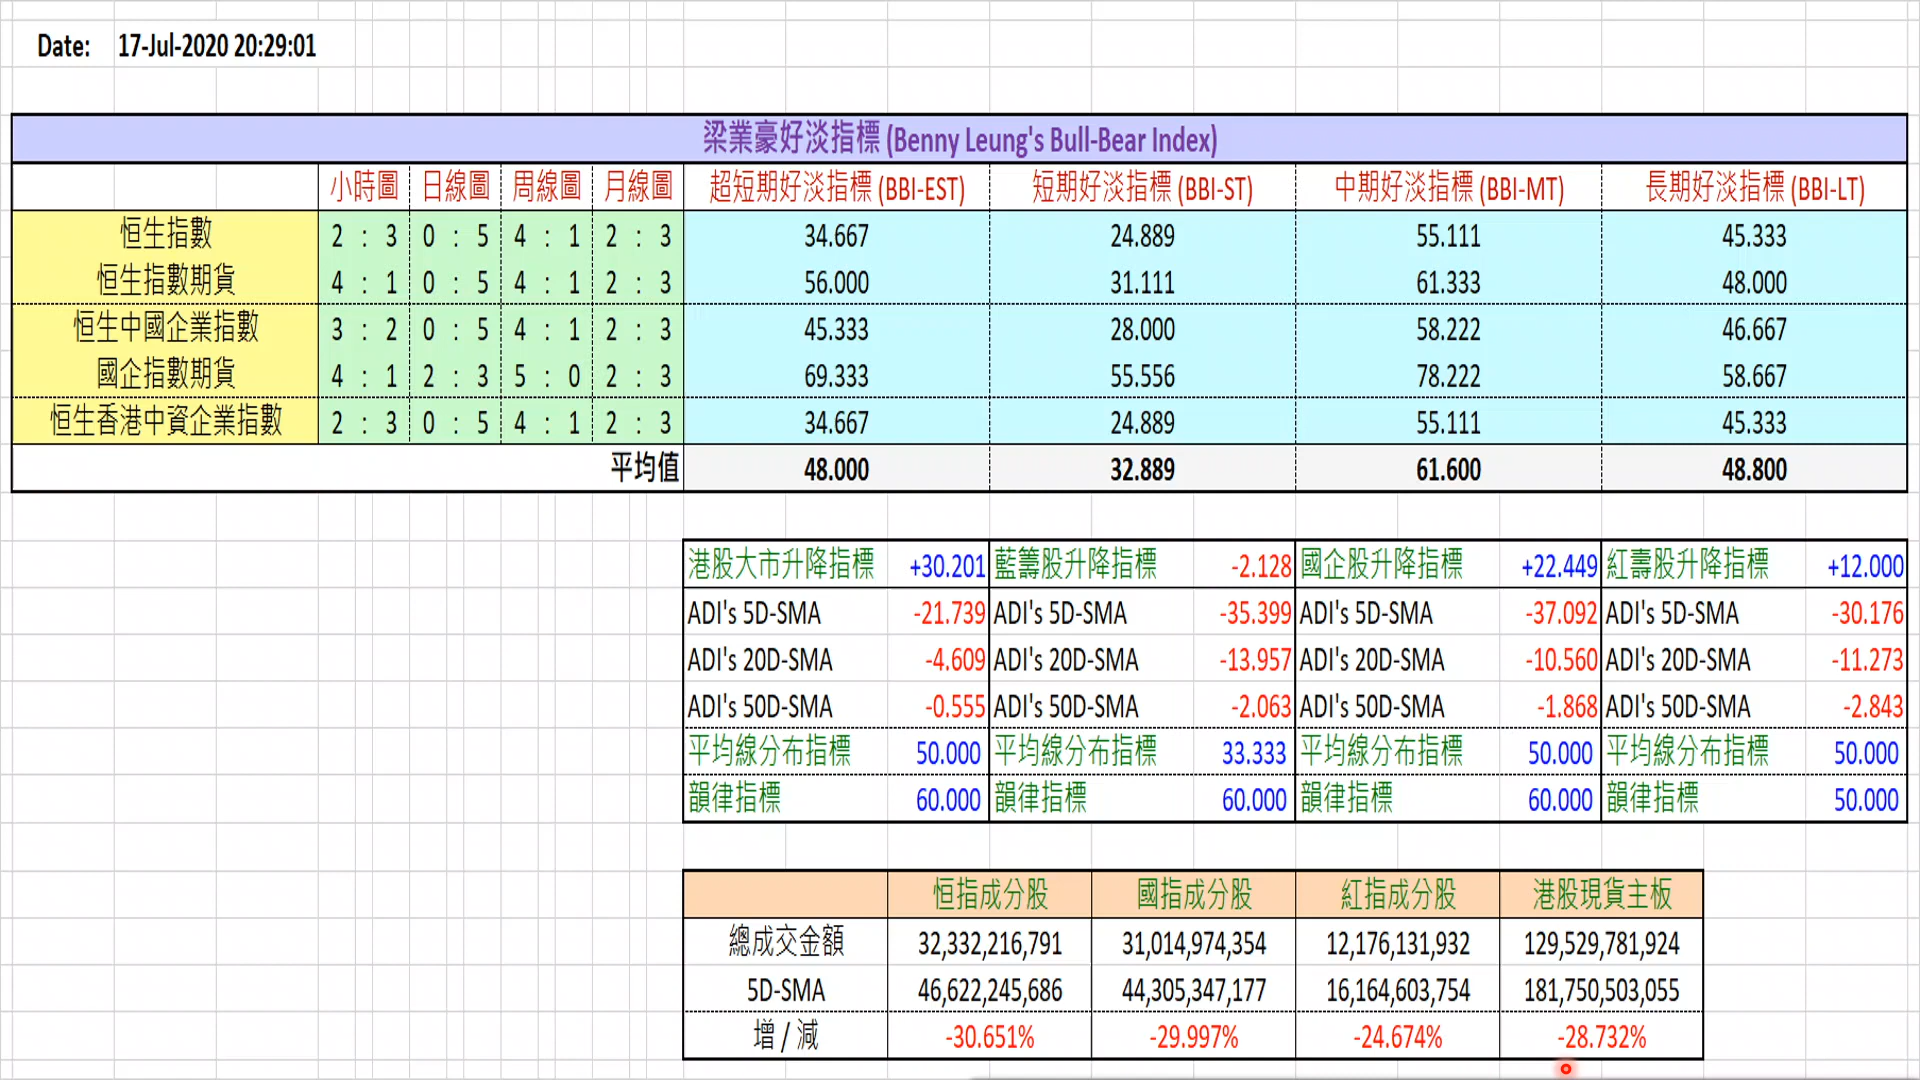 Date: 17-Jul-2020 20:29:01
梁業豪好淡指標 (Benny Leung's Bull-Bear Index)
小時圖 日線圖 周線圖 月線圖 超短期好淡指標 (BBI-EST) 短期好淡指標 (BBI-ST) 中期好淡指標 (BBI-MT) 長期好淡指標 (BBI-LT)
恒生指數 2 : 3 0 : 5 4 : 1 2 : 3 34.667 24.889 55.111 45.333
恒生指數期貨 4 : 1 0 : 5 4 : 1 2 : 3 56.000 31.111 61.333 48.000
恒生中國企業指數 3 : 2 0 : 5 4 : 1 2 : 3 45.333 28.000 58.222 46.667
國企指數期貨 4 : 1 2 : 3 5 : 0 2 : 3 69.333 55.556 78.222 58.667
恒生香港中資企業指數 2 : 3 0 : 5 4 : 1 2 : 3 34.667 24.889 55.111 45.333
平均值 48.000 32.889 61.600 48.800
港股大市升降指標 +30.201 藍籌股升降指標 -2.128 國企股升降指標 +22.449 紅壽股升降指標 +12.000
ADI's 5D-SMA -21.739 ADI's 5D-SMA -35.399 ADI's 5D-SMA -37.092 ADI's 5D-SMA -30.176
ADI's 20D-SMA -4.609 ADI's 20D-SMA -13.957 ADI's 20D-SMA -10.560 ADI's 20D-SMA -11.273
ADI's 50D-SMA -0.555 ADI's 50D-SMA -2.063 ADI's 50D-SMA -1.868 ADI's 50D-SMA -2.843
平均線分布指標 50.000 平均線分布指標 33.333 平均線分布指標 50.000 平均線分布指標 50.000
韻律指標 60.000 韻律指標 60.000 韻律指標 60.000 韻律指標 50.000
恒指成分股 國指成分股 紅指成分股 港股現貨主板
總成交金額 32,332,216,791 31,014,974,354 12,176,131,932 129,529,781,924
5D-SMA 46,622,245,686 44,305,347,177 16,164,603,754 181,750,503,055
增 / 減 -30.651% -29.997% -24.674% -28.732%